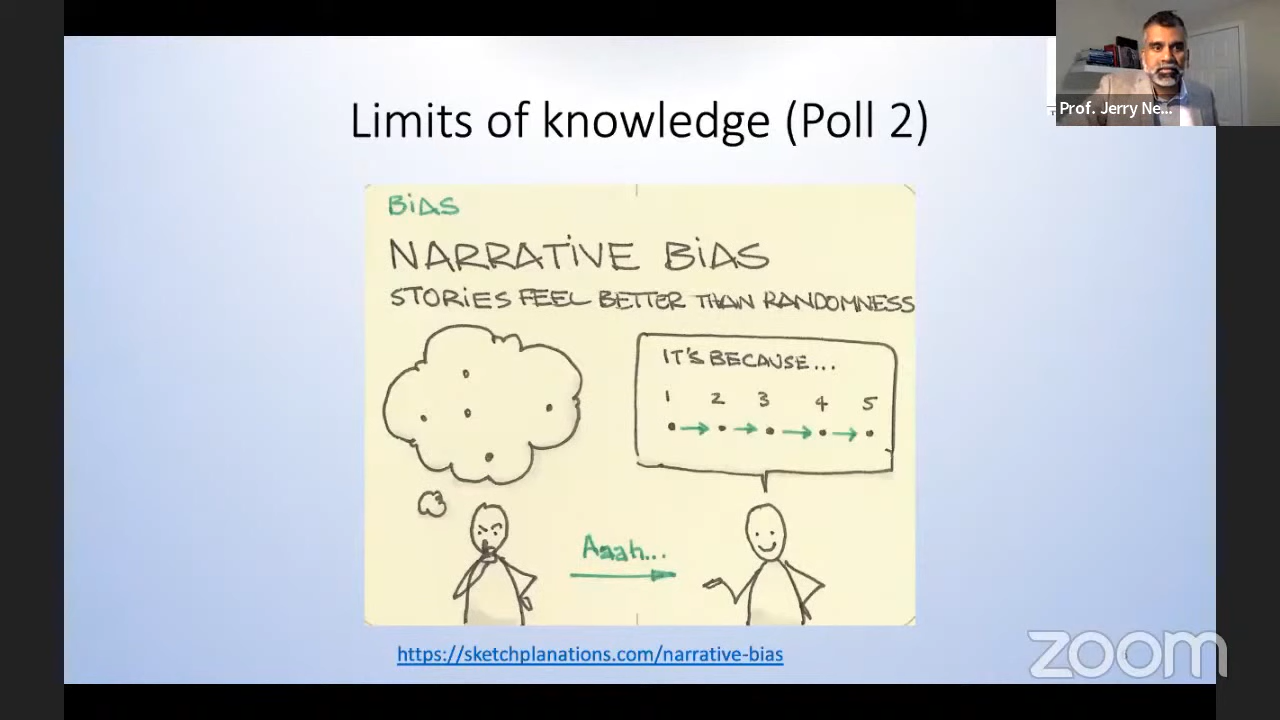 Limits of knowledge (Poll 2)
BiAS
NARRATiVE BiAS
STORiES FEEL BETTER THAN RANDOMNESS
iT'S BECAUSE...
1 2 3 4 5
Aaah...
https://sketchplanations.com/narrative-bias
Prof. Jerry Ne...
zoom